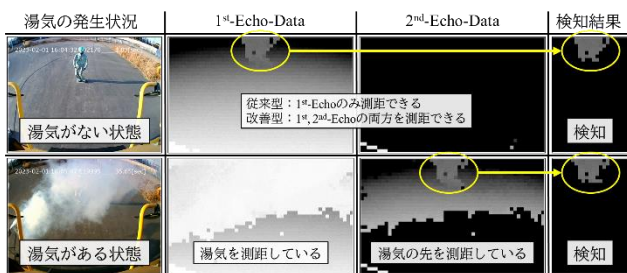 湯気の発生状況
1st-Echo-Data
2nd-Echo-Data
検知結果
湯気がない状態
従来型：1st-Echoのみ測距できる
改善型：1st, 2nd-Echoの両方を測距できる
検知
湯気がある状態
湯気を測距している
湯気の先を測距している
検知